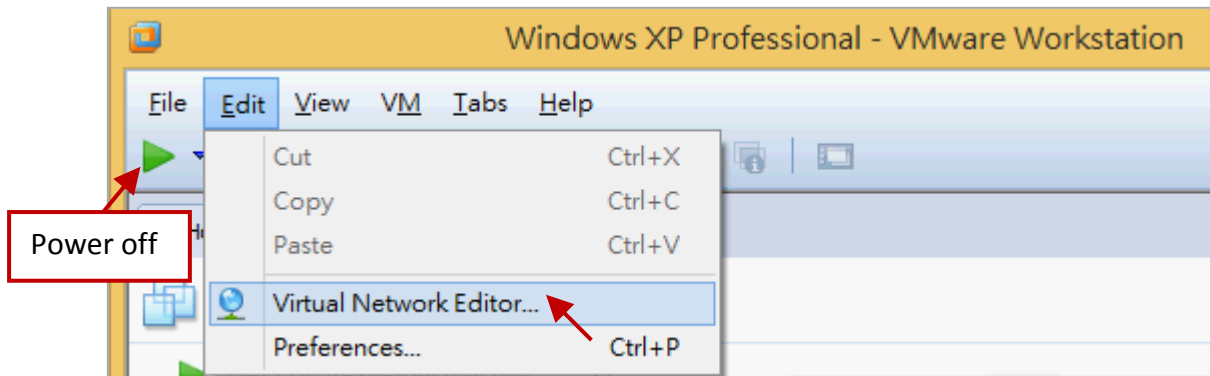 Windows XP Professional - VMware Workstation
File Edit View VM Tabs Help
Cut Ctrl+X
Copy Ctrl+C
Power off
Paste Ctrl+V
Virtual Network Editor...
Preferences... Ctrl+P